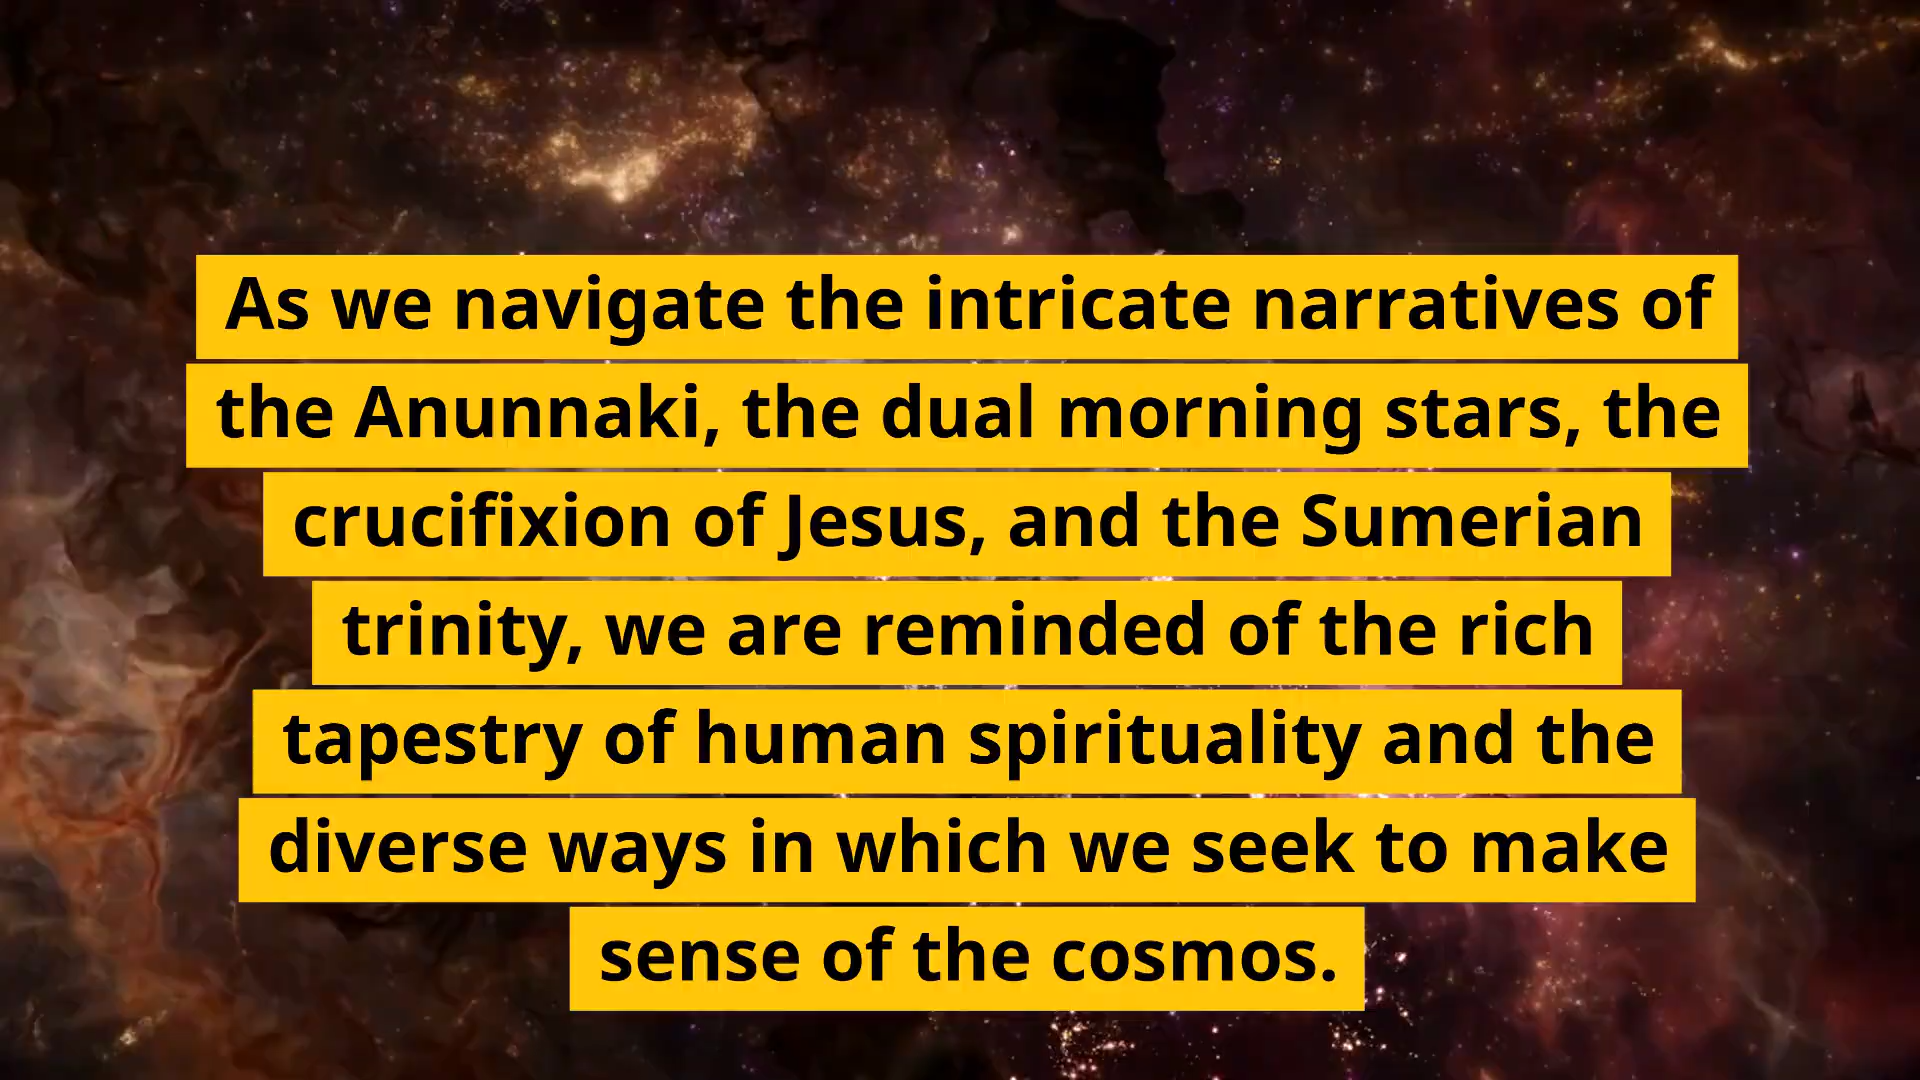 As we navigate the intricate narratives of
the Anunnaki, the dual morning stars, the
crucifixion of Jesus, and the Sumerian
trinity, we are reminded of the rich
tapestry of human spirituality and the
diverse ways in which we seek to make
sense of the cosmos.